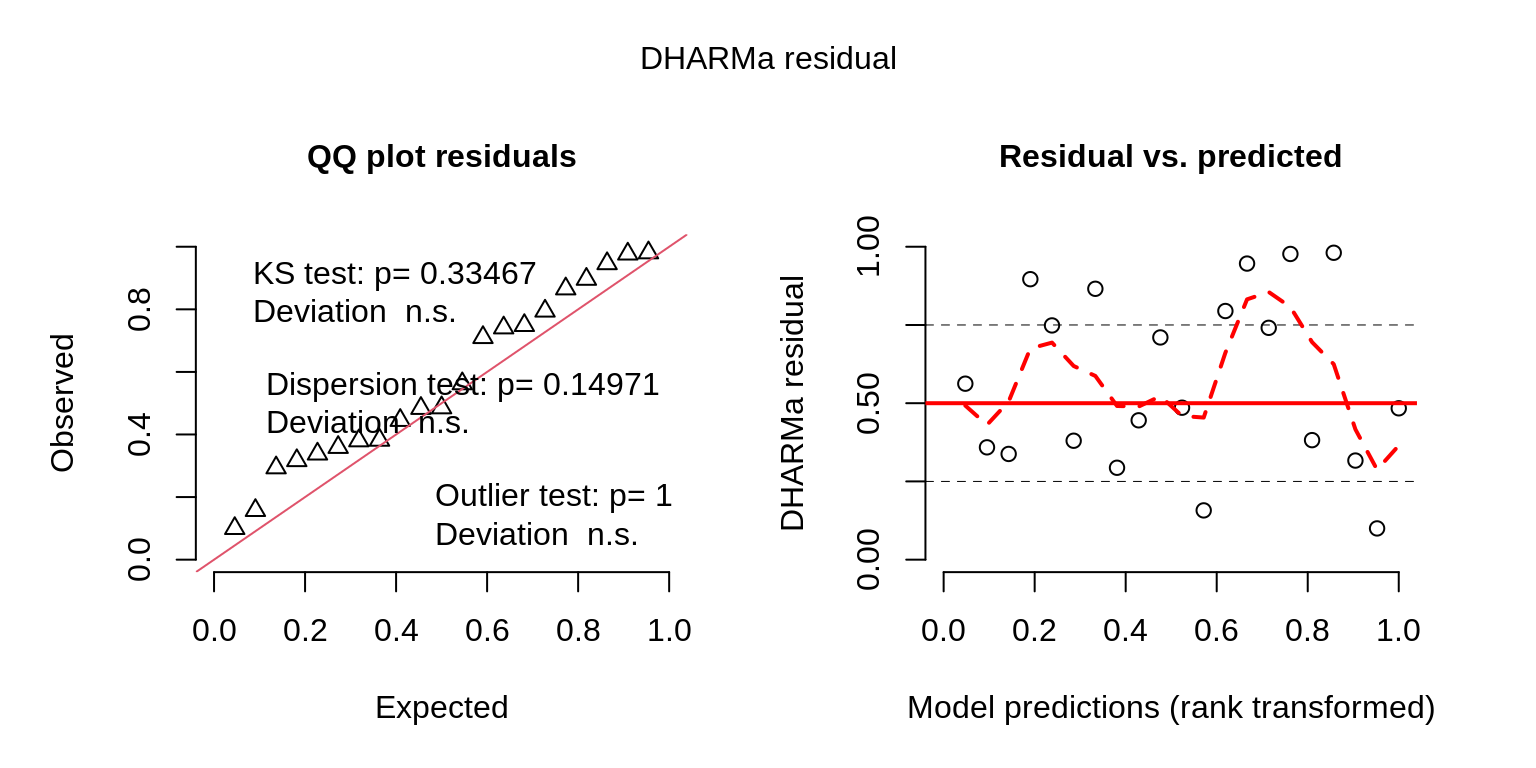 DHARMa residual
QQ plot residuals
Observed
0.0 0.4 0.8
KS test: p= 0.33467
Deviation  n.s.
Dispersion test: p= 0.14971
Deviation  n.s.
Outlier test: p= 1
Deviation  n.s.
0.0 0.2 0.4 0.6 0.8 1.0
Expected
Residual vs. predicted
DHARMa residual
0.00 0.50 1.00
0.0 0.2 0.4 0.6 0.8 1.0
Model predictions (rank transformed)